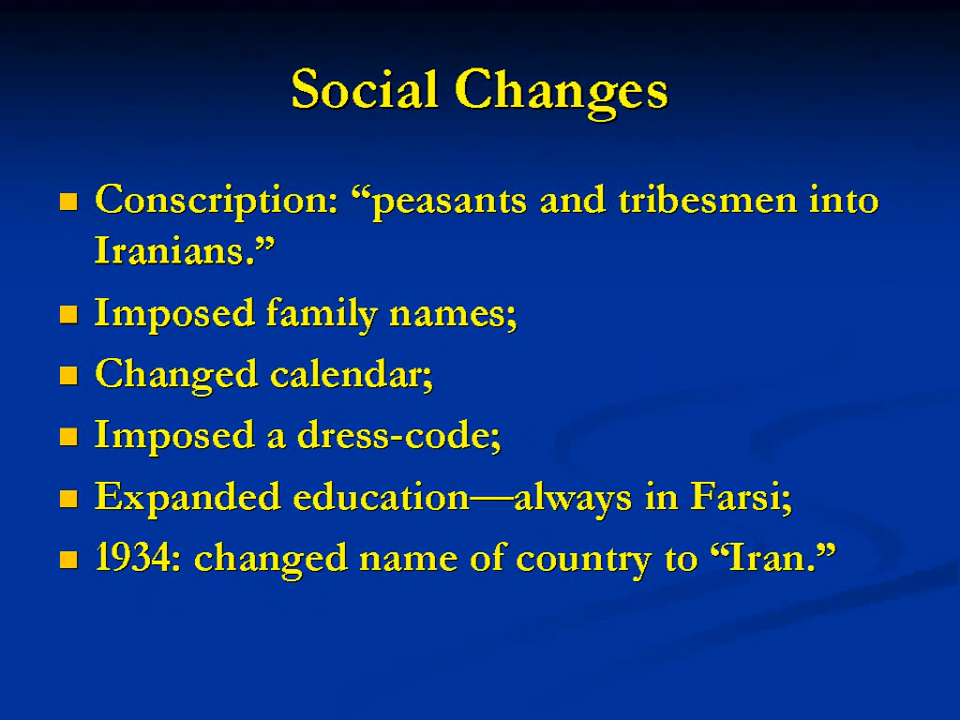 Social Changes
Conscription: “peasants and tribesmen into
Iranians.”
Imposed family names;
Changed calendar;
Imposed a dress-code;
Expanded education—always in Farsi;
1934: changed name of country to “Iran.”